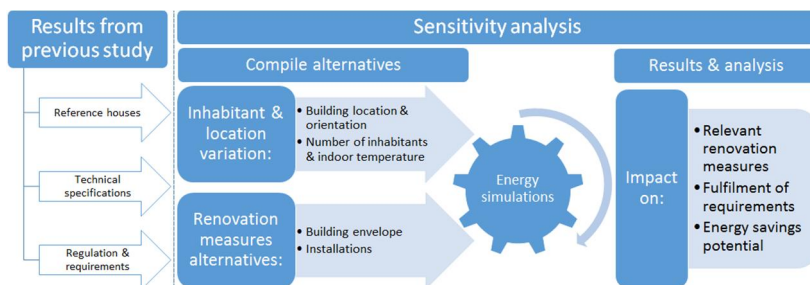 Results from
previous study
Reference houses
Technical
specifications
Regulation &
requirements
Sensitivity analysis
Compile alternatives
Inhabitant &
location
variation:
• Building location &
orientation
• Number of inhabitants
& indoor temperature
Renovation
measures
alternatives:
• Building envelope
• Installations
Energy
simulations
Results & analysis
Impact
on:
• Relevant
renovation
measures
• Fulfilment of
requirements
• Energy savings
potential